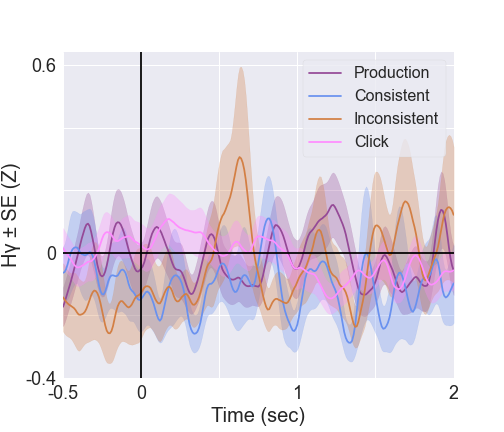 Hγ ± SE (Z)
0.6
0
-0.4
Production
Consistent
Inconsistent
Click
-0.5 0 1 2
Time (sec)